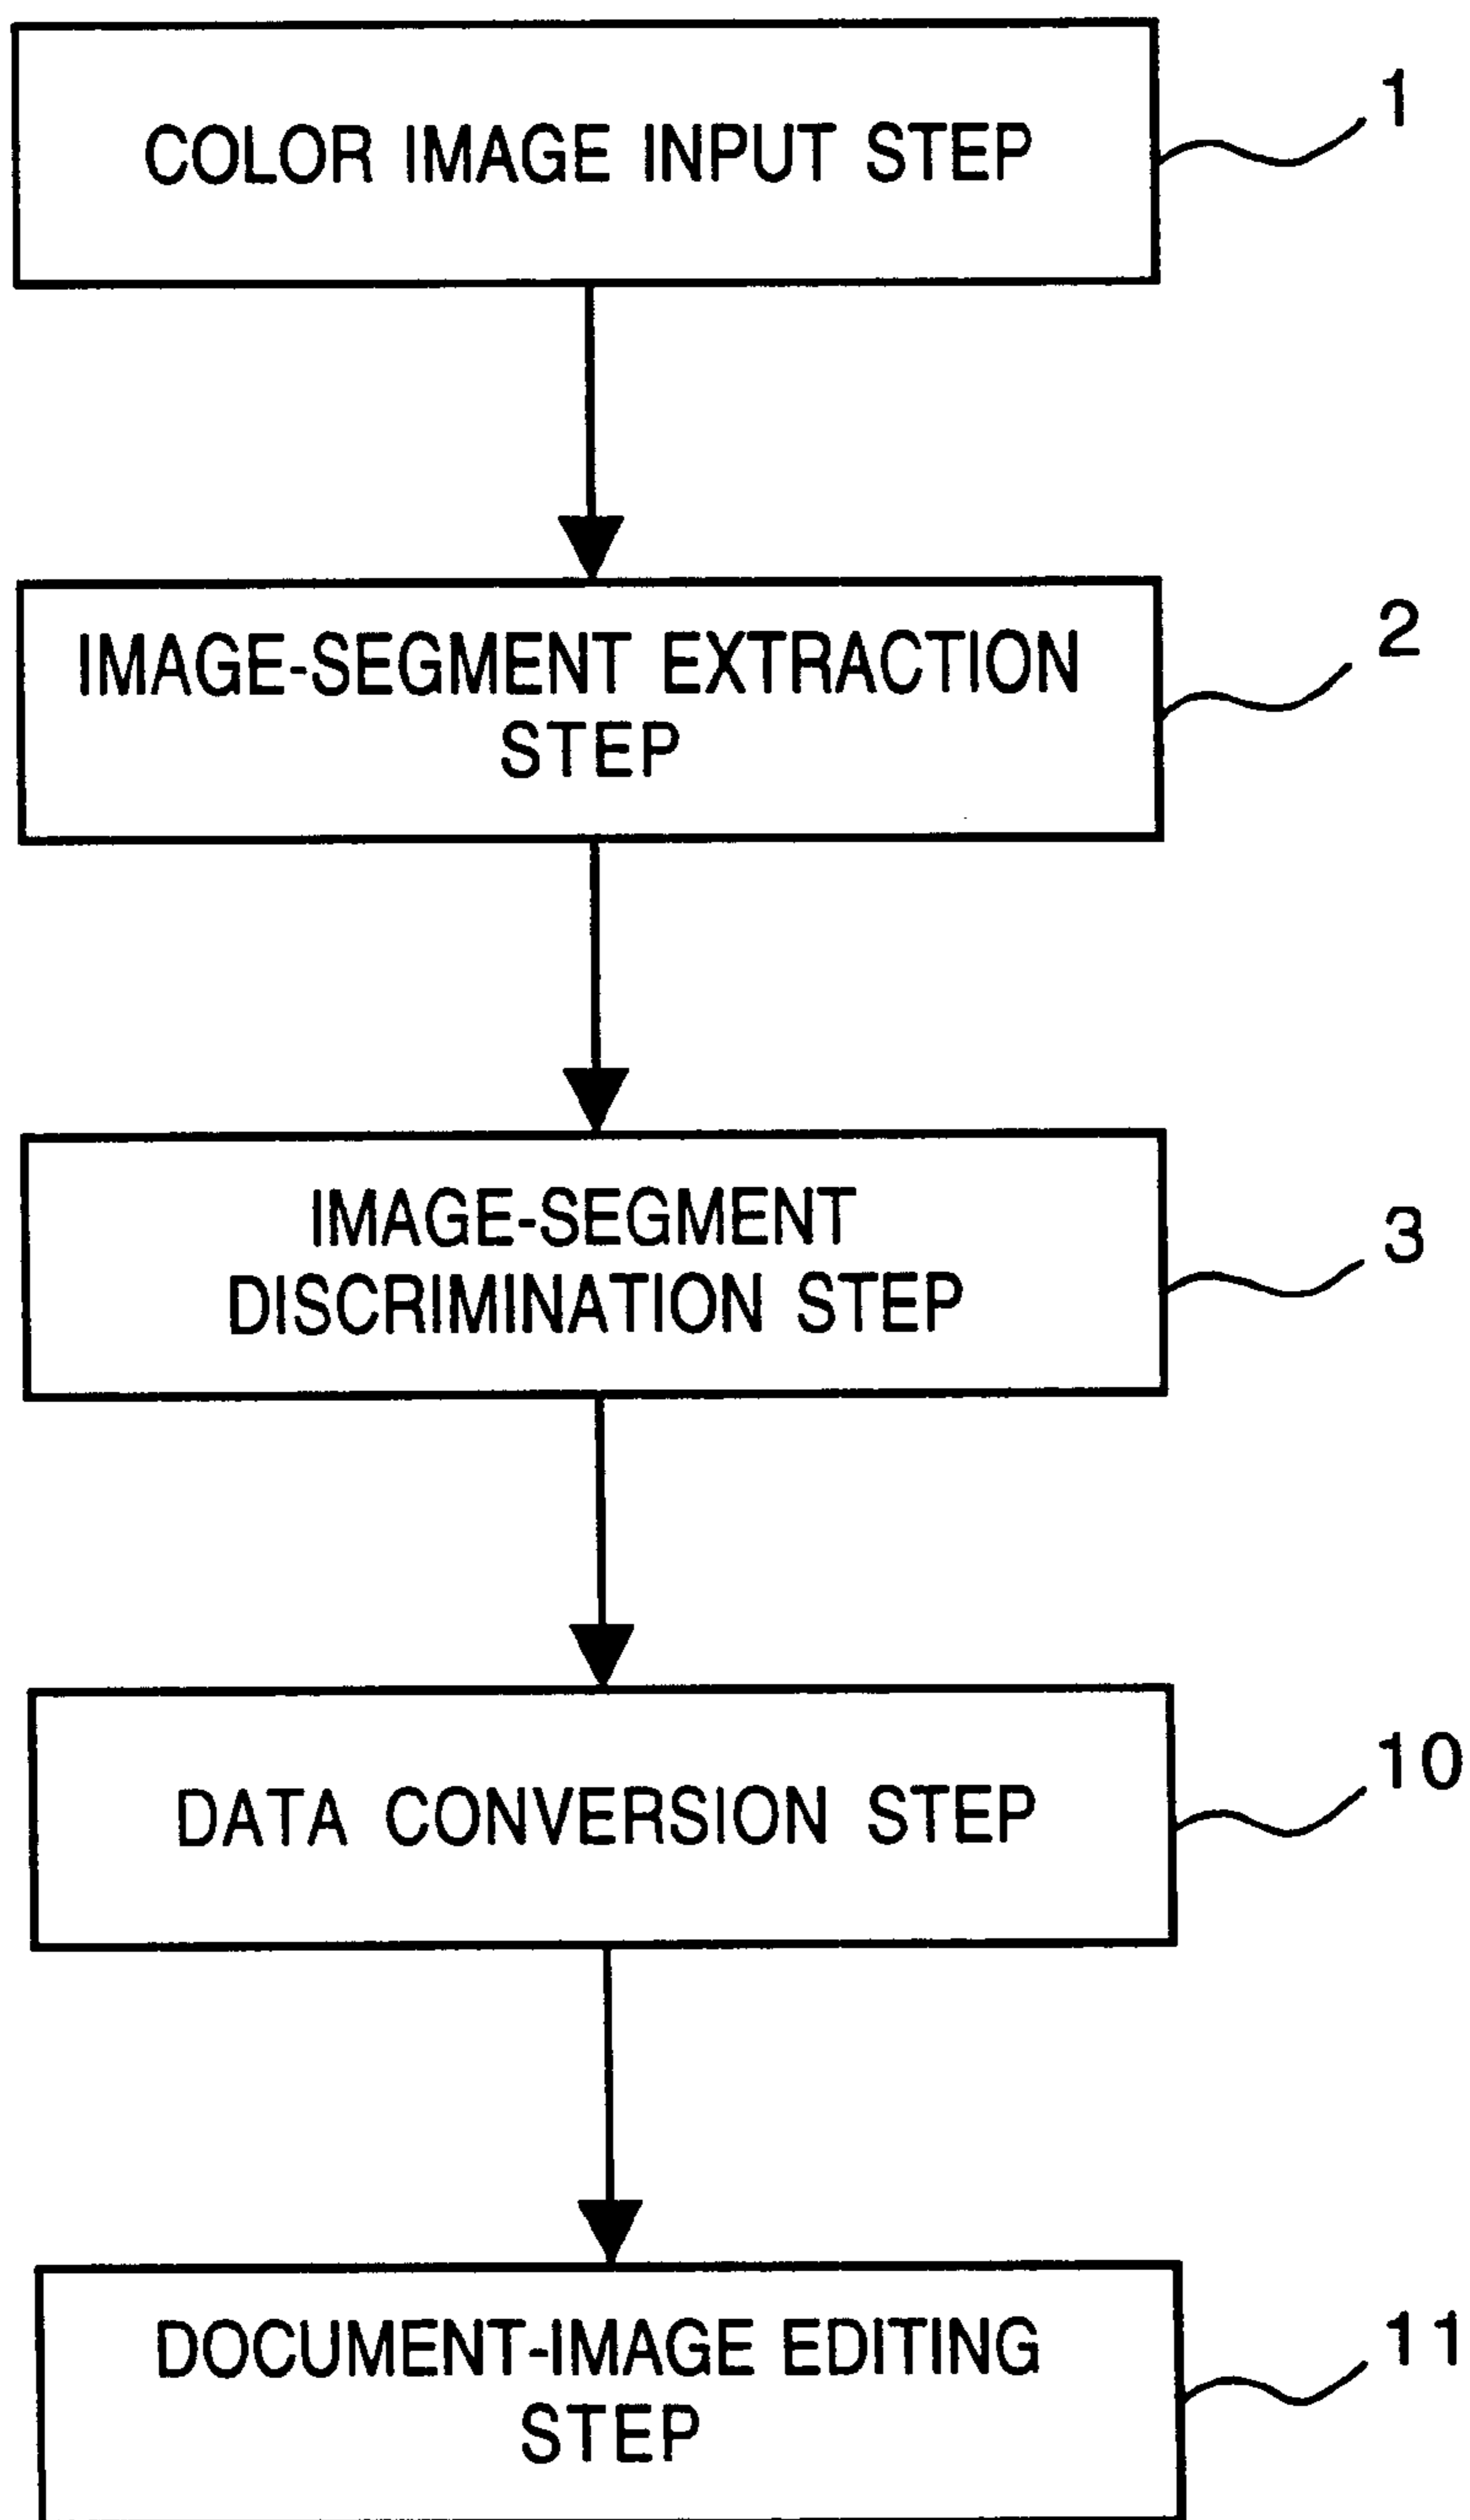 COLOR IMAGE INPUT STEP
1
IMAGE-SEGMENT EXTRACTION
STEP
2
IMAGE-SEGMENT
DISCRIMINATION STEP
3
DATA CONVERSION STEP
10
DOCUMENT-IMAGE EDITING
STEP
11